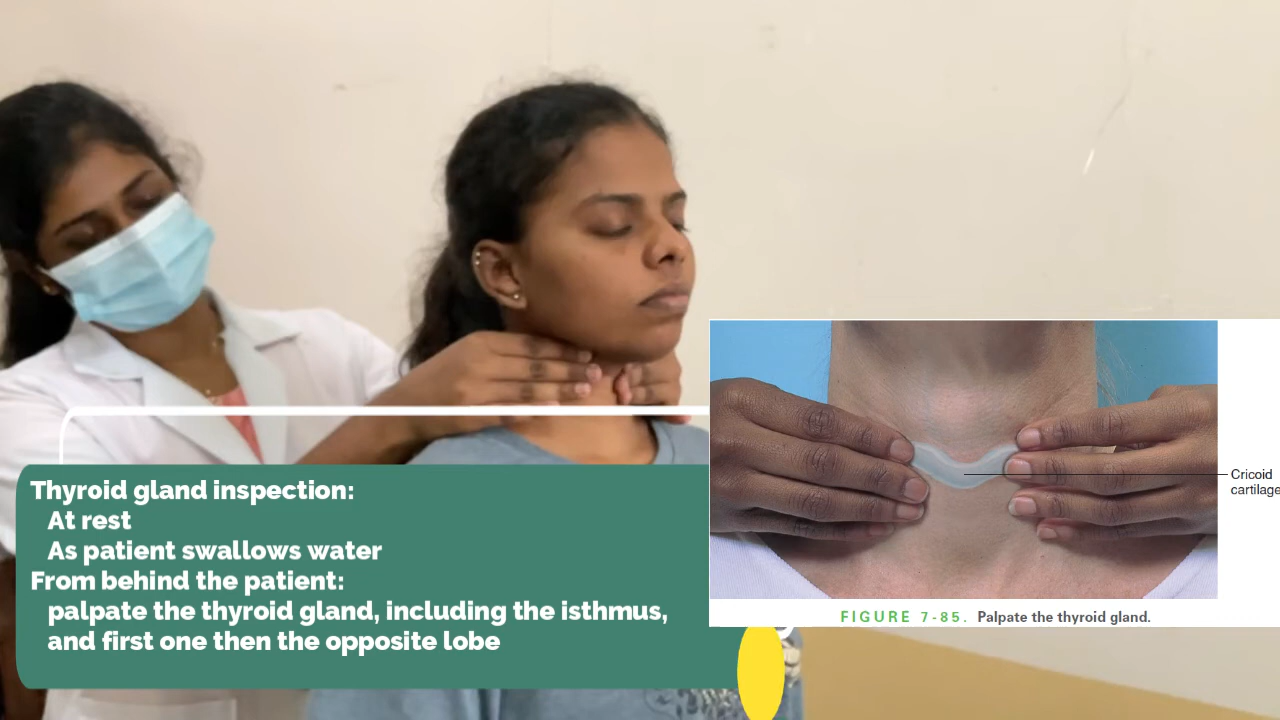 Thyroid gland inspection:
At rest
As patient swallows water
From behind the patient:
palpate the thyroid gland, including the isthmus,
and first one then the opposite lobe
Cricoid
cartilage
FIGURE 7-85. Palpate the thyroid gland.